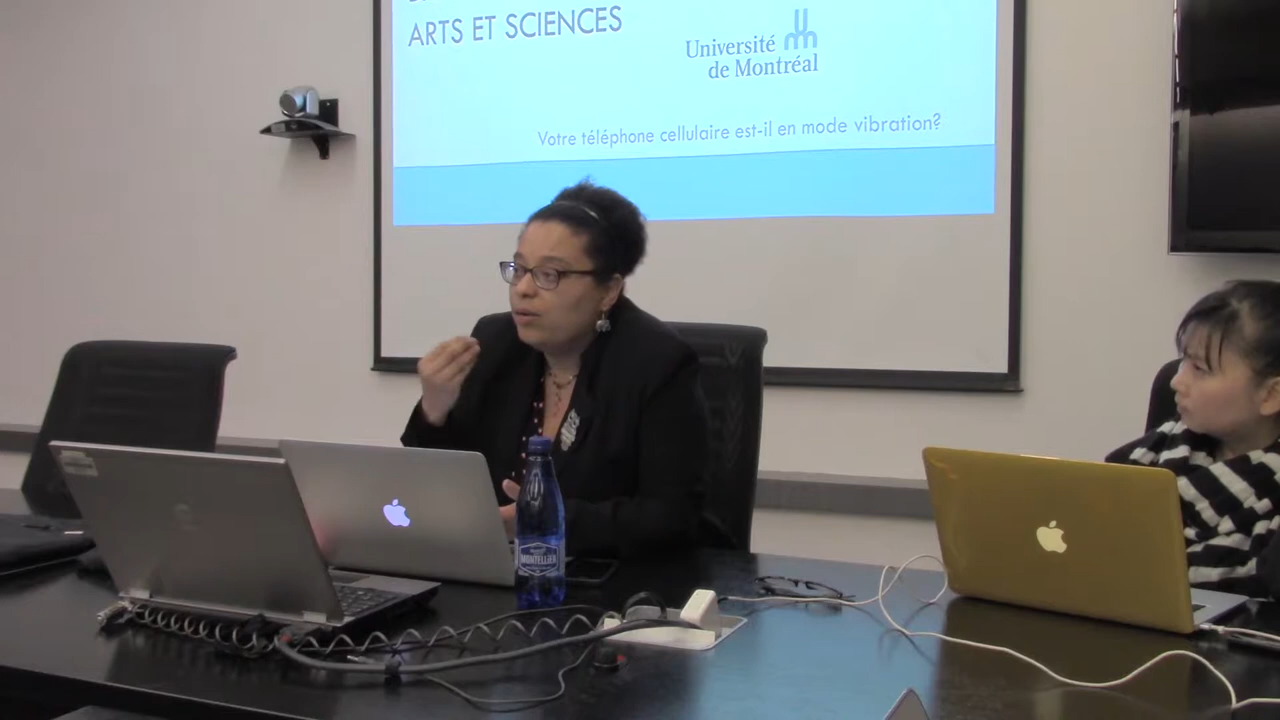 ARTS ET SCIENCES
Université
de Montréal
Votre téléphone cellulaire est-il en mode vibration?
MONTELLIER